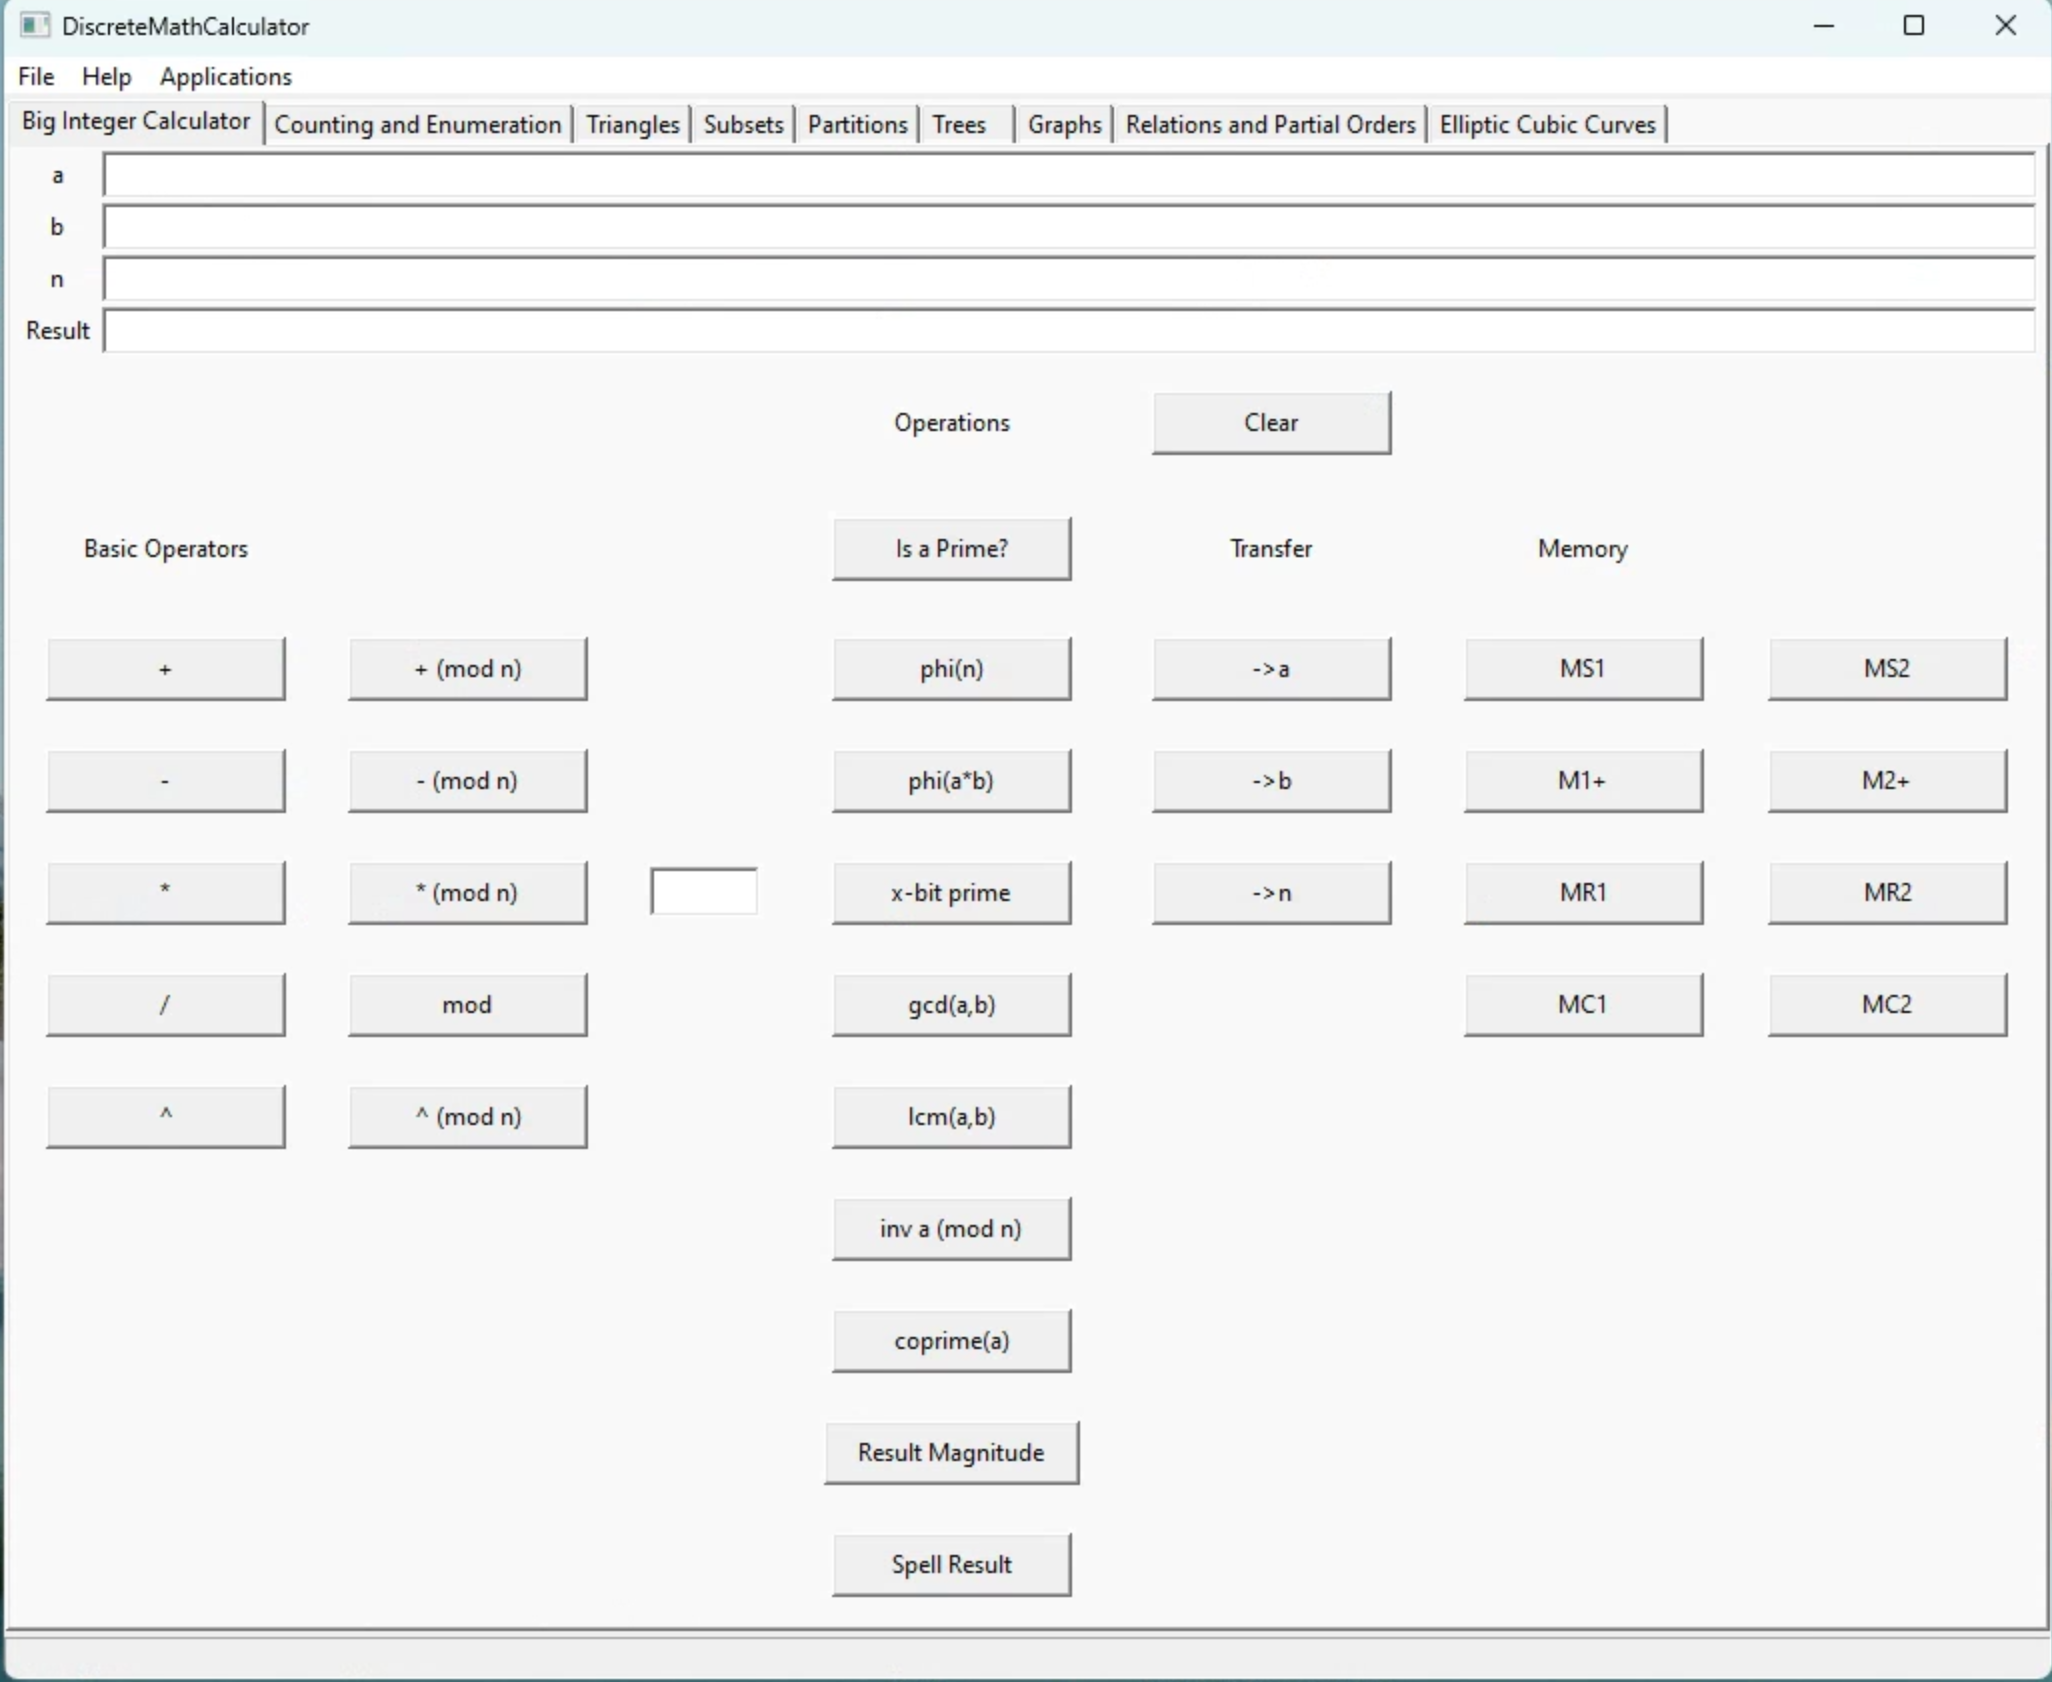 DiscreteMathCalculator
File Help Applications
Big Integer Calculator Counting and Enumeration Triangles Subsets Partitions Trees Graphs Relations and Partial Orders Elliptic Cubic Curves
a
b
n
Result
Operations Clear
Basic Operators Is a Prime? Transfer Memory
+ + (mod n) phi(n) ->a MS1 MS2
- - (mod n) phi(a*b) ->b M1+ M2+
* * (mod n) x-bit prime ->n MR1 MR2
/ mod gcd(a,b) MC1 MC2
^ ^ (mod n) lcm(a,b)
inv a (mod n)
coprime(a)
Result Magnitude
Spell Result